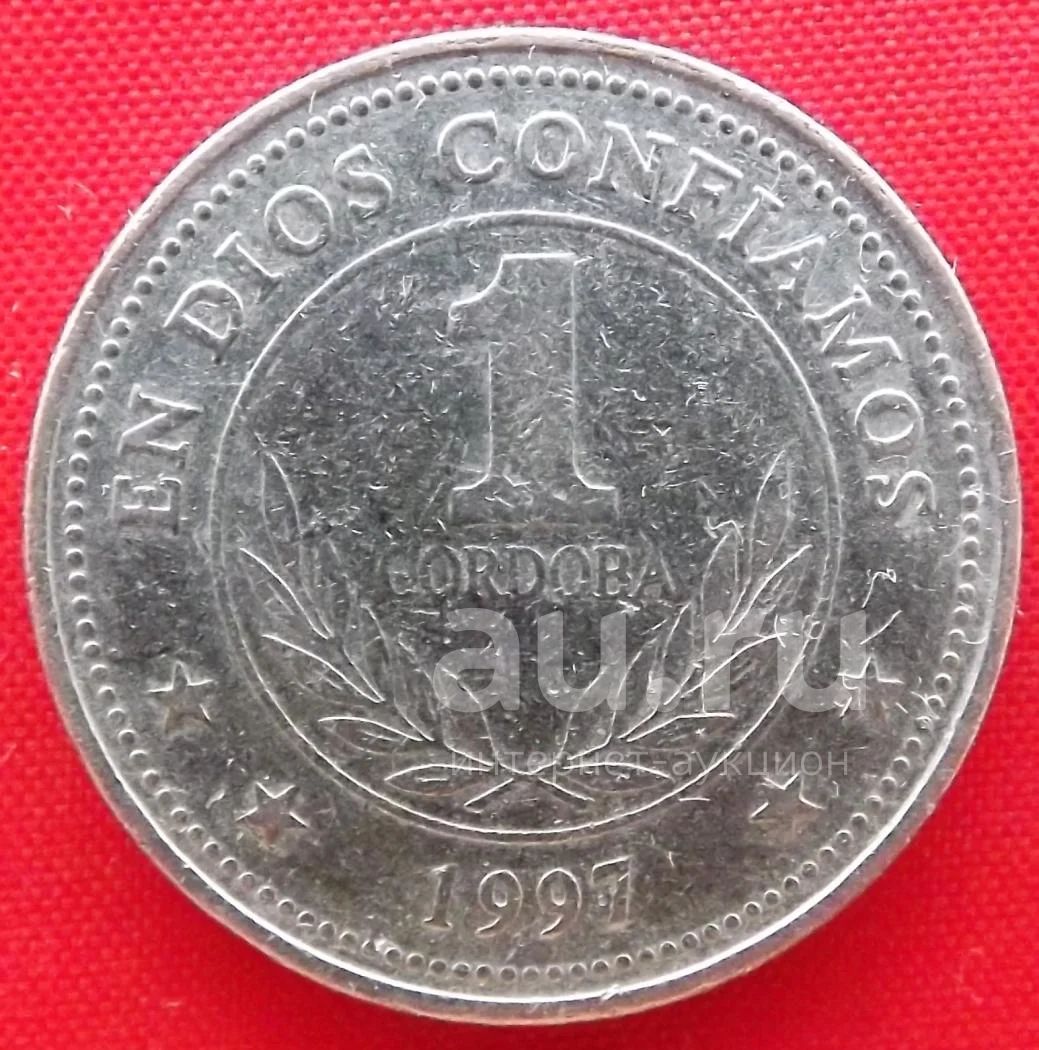 EN DIOS CONFIAMOS
1
CORDOBA
au.ru
интернет-аукцион
1997